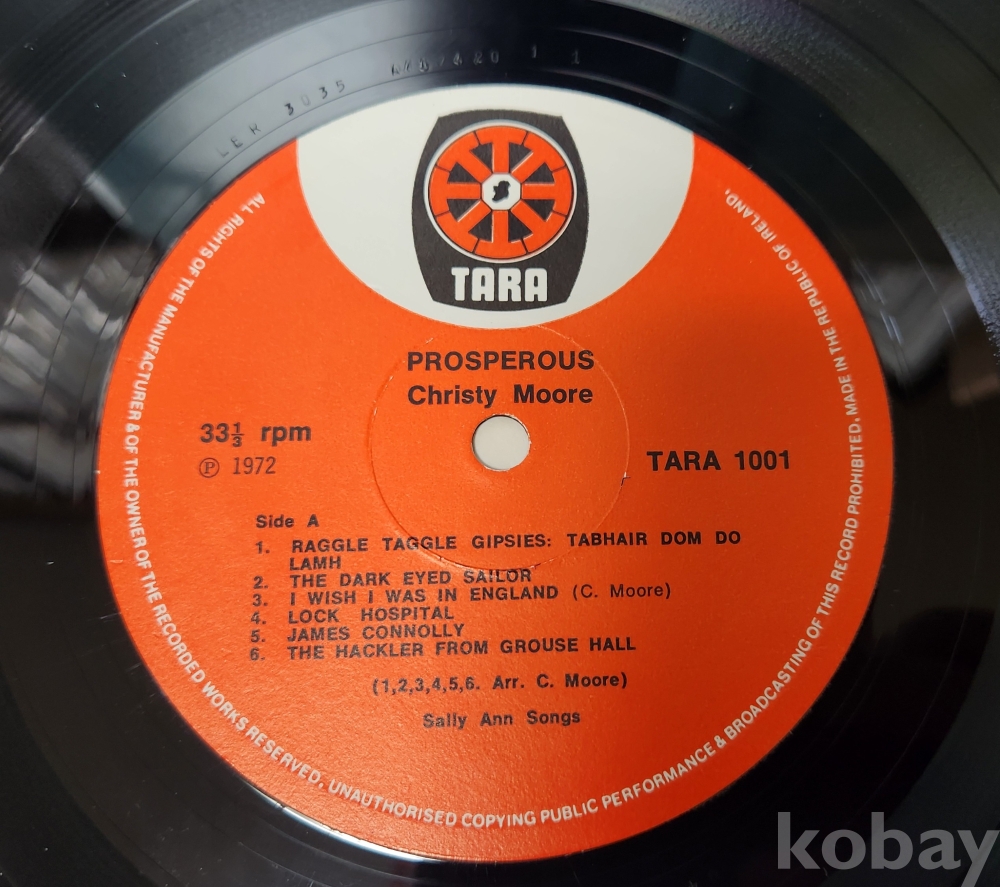 LER 3035
TARA
PROSPEROUS
Christy Moore
33⅓ rpm
℗ 1972
TARA 1001
Side A
1. RAGGLE TAGGLE GIPSIES: TABHAIR DOM DO
LAMH
2. THE DARK EYED SAILOR
3. I WISH I WAS IN ENGLAND (C. Moore)
4. LOCK HOSPITAL
5. JAMES CONNOLLY
6. THE HACKLER FROM GROUSE HALL
(1,2,3,4,5,6. Arr. C. Moore)
Sally Ann Songs
ALL RIGHTS OF THE MANUFACTURER & OF THE OWNER OF THE RECORDED WORKS RESERVED. UNAUTHORISED COPYING PUBLIC PERFORMANCE & BROADCASTING OF THIS RECORD PROHIBITED. MADE IN THE REPUBLIC OF IRELAND.
kobay